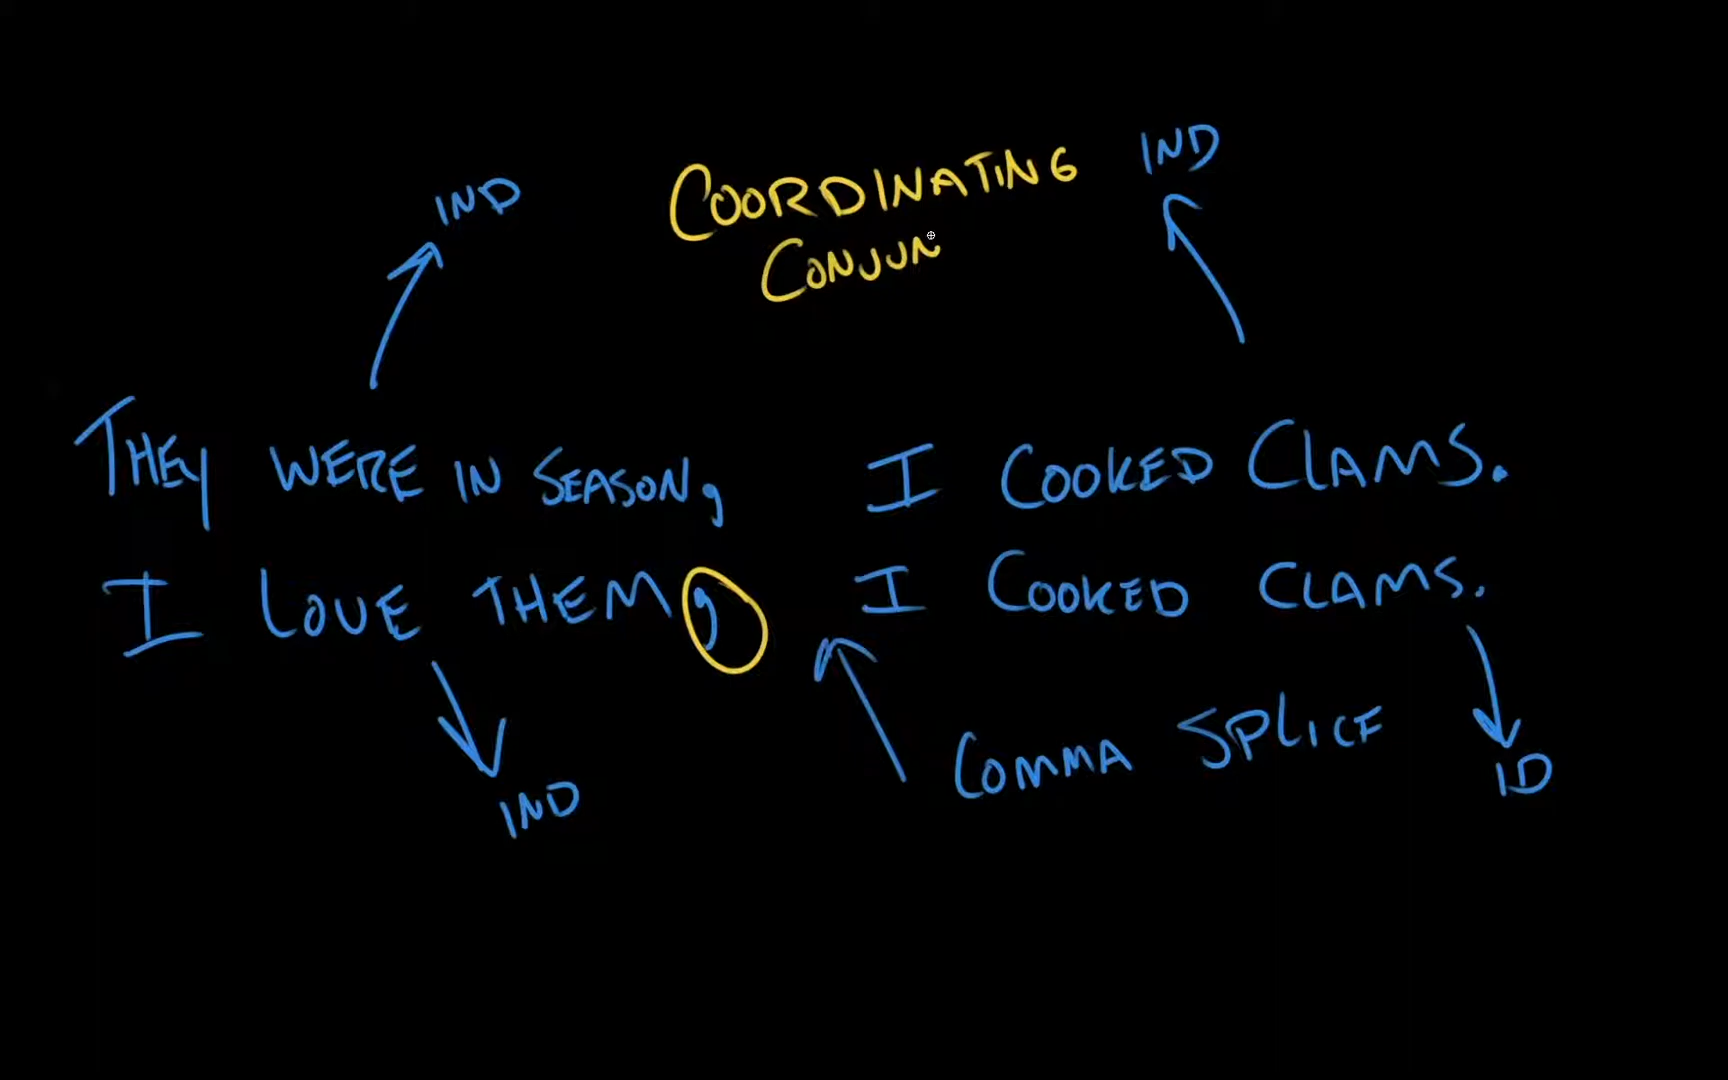 IND
COORDINATING
IND
CONJUN
THEY WERE IN SEASON, I COOKED CLAMS.
I LOVE THEM, I COOKED CLAMS.
COMMA SPLICE
IND
ID